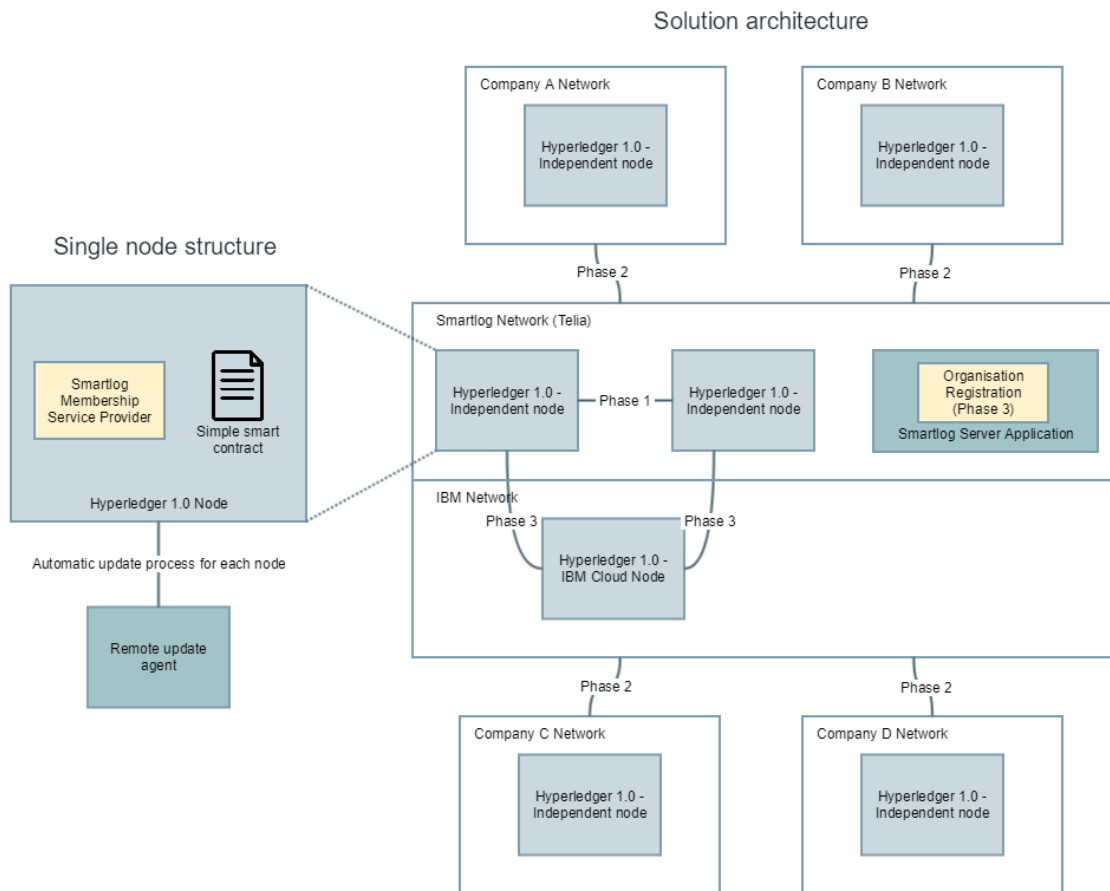 Solution architecture
Company A Network
Hyperledger 1.0 -
Independent node
Company B Network
Hyperledger 1.0 -
Independent node
Phase 2
Phase 2
Single node structure
Smartlog
Membership
Service Provider
Simple smart
contract
Hyperledger 1.0 Node
Automatic update process for each node
Remote update
agent
Smartlog Network (Telia)
Hyperledger 1.0 -
Independent node
Phase 1
Hyperledger 1.0 -
Independent node
Organisation
Registration
(Phase 3)
Smartlog Server Application
IBM Network
Phase 3
Phase 3
Hyperledger 1.0 -
IBM Cloud Node
Phase 2
Phase 2
Company C Network
Hyperledger 1.0 -
Independent node
Company D Network
Hyperledger 1.0 -
Independent node